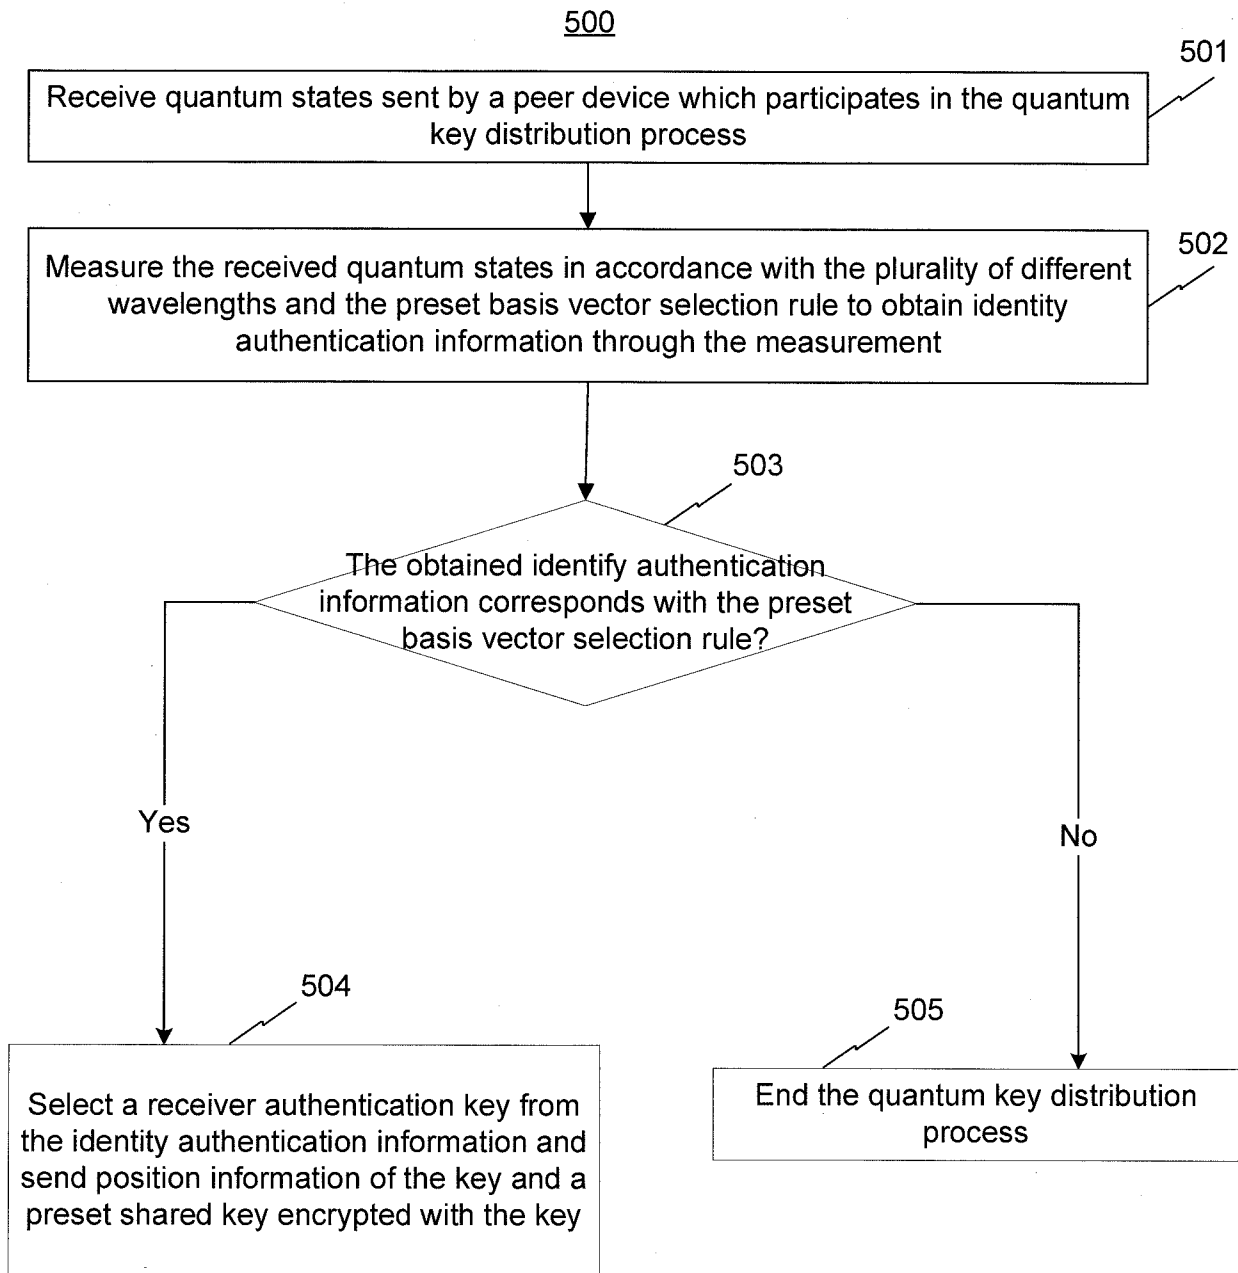 500
501
Receive quantum states sent by a peer device which participates in the quantum
key distribution process
502
Measure the received quantum states in accordance with the plurality of different
wavelengths and the preset basis vector selection rule to obtain identity
authentication information through the measurement
503
The obtained identify authentication
information corresponds with the preset
basis vector selection rule?
Yes
No
504
Select a receiver authentication key from
the identity authentication information and
send position information of the key and a
preset shared key encrypted with the key
505
End the quantum key distribution
process